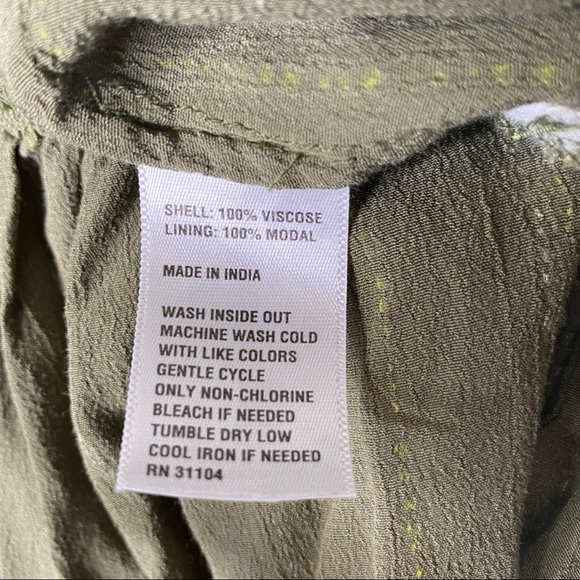 SHELL: 100% VISCOSE
LINING: 100% MODAL
MADE IN INDIA
WASH INSIDE OUT
MACHINE WASH COLD
WITH LIKE COLORS
GENTLE CYCLE
ONLY NON-CHLORINE
BLEACH IF NEEDED
TUMBLE DRY LOW
COOL IRON IF NEEDED
RN 31104